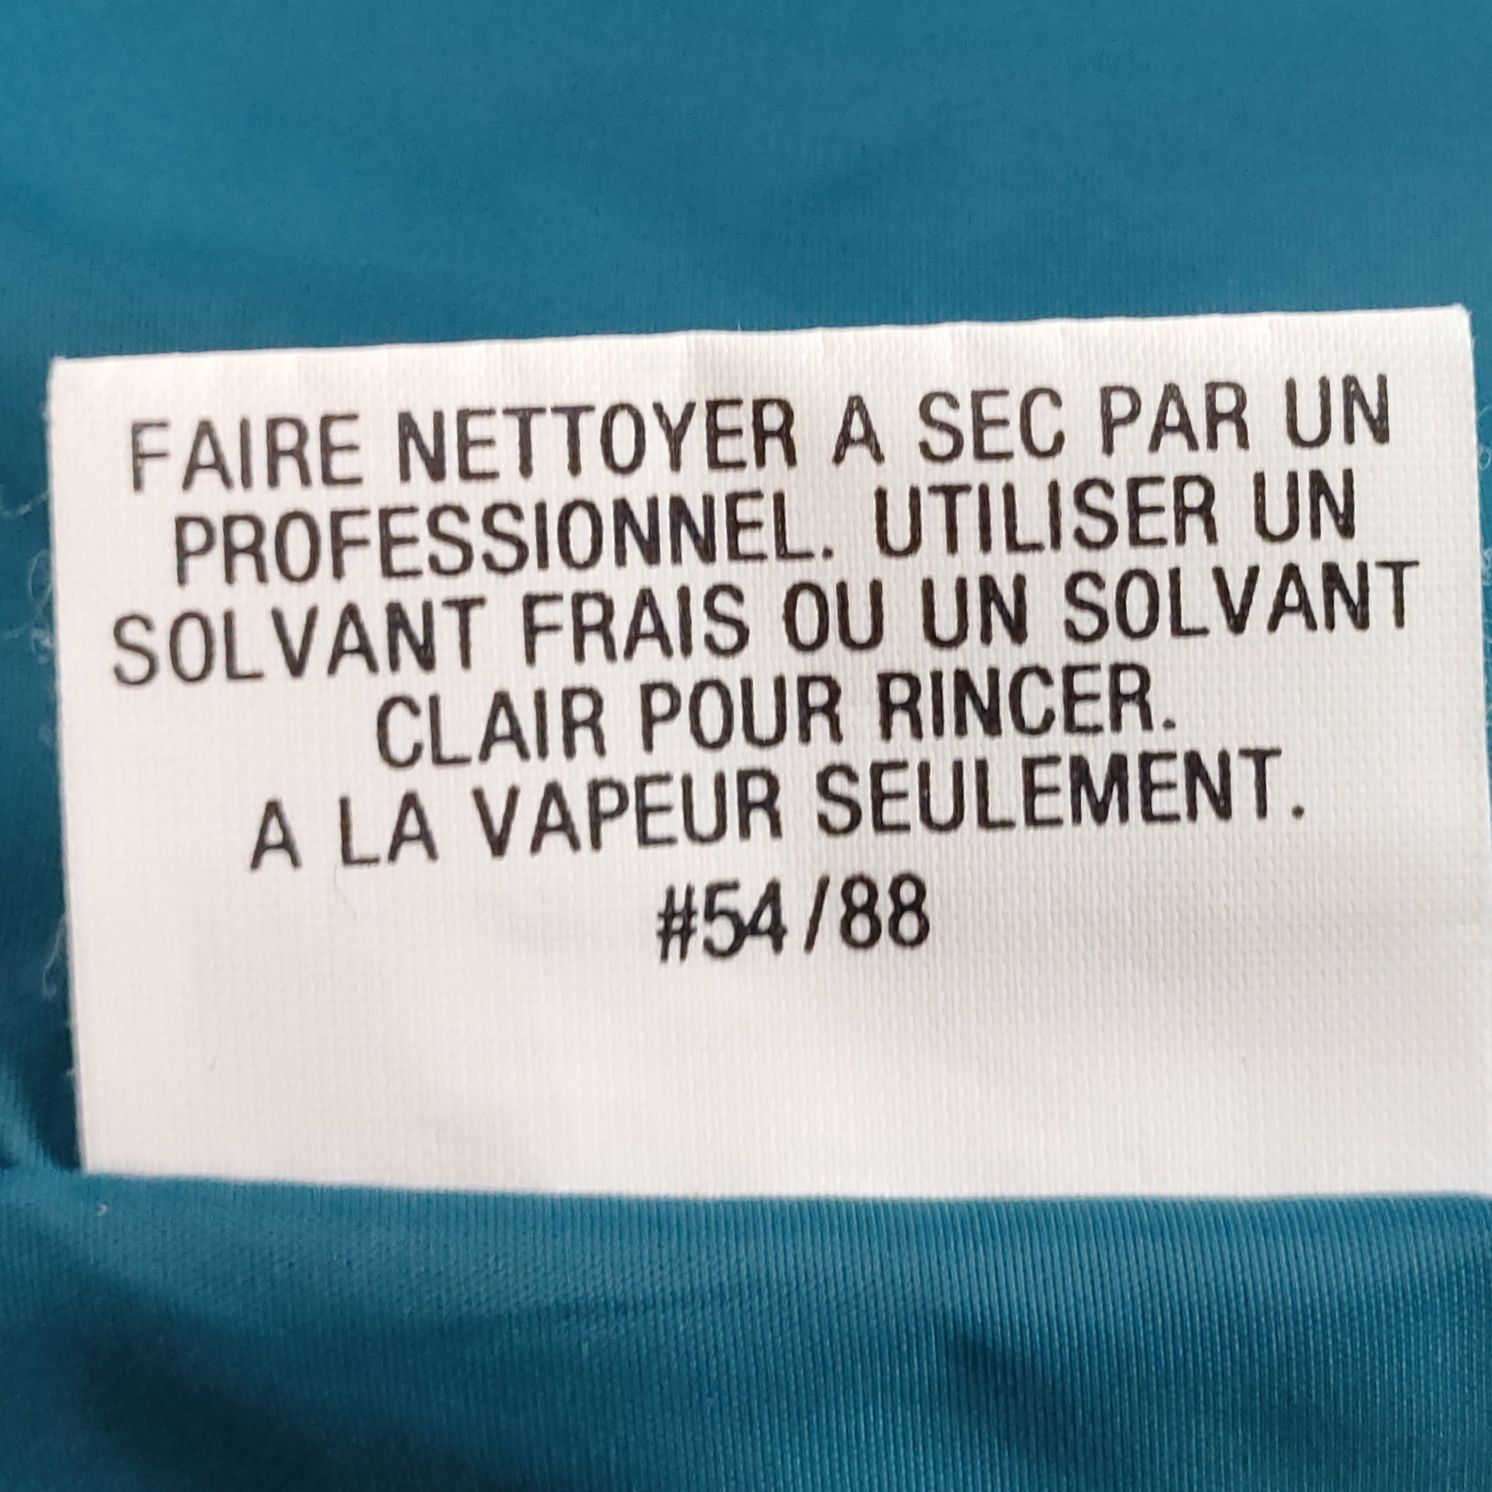 FAIRE NETTOYER A SEC PAR UN
PROFESSIONNEL. UTILISER UN
SOLVANT FRAIS OU UN SOLVANT
CLAIR POUR RINCER.
A LA VAPEUR SEULEMENT.
#54/88